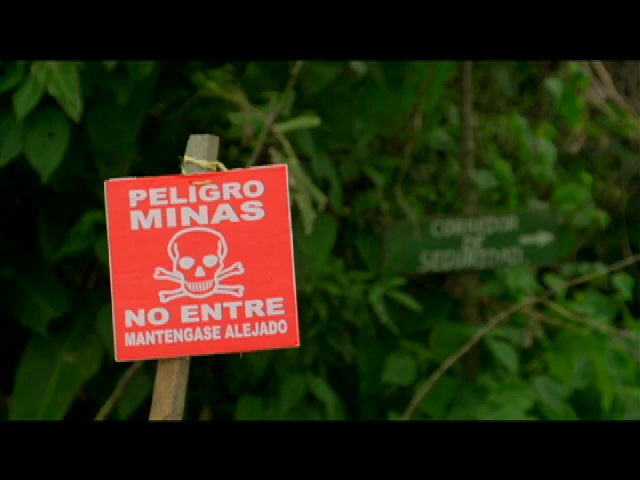 PELIGRO
MINAS
NO ENTRE
MANTENGASE ALEJADO
CORREDOR
DE
SEGURIDAD